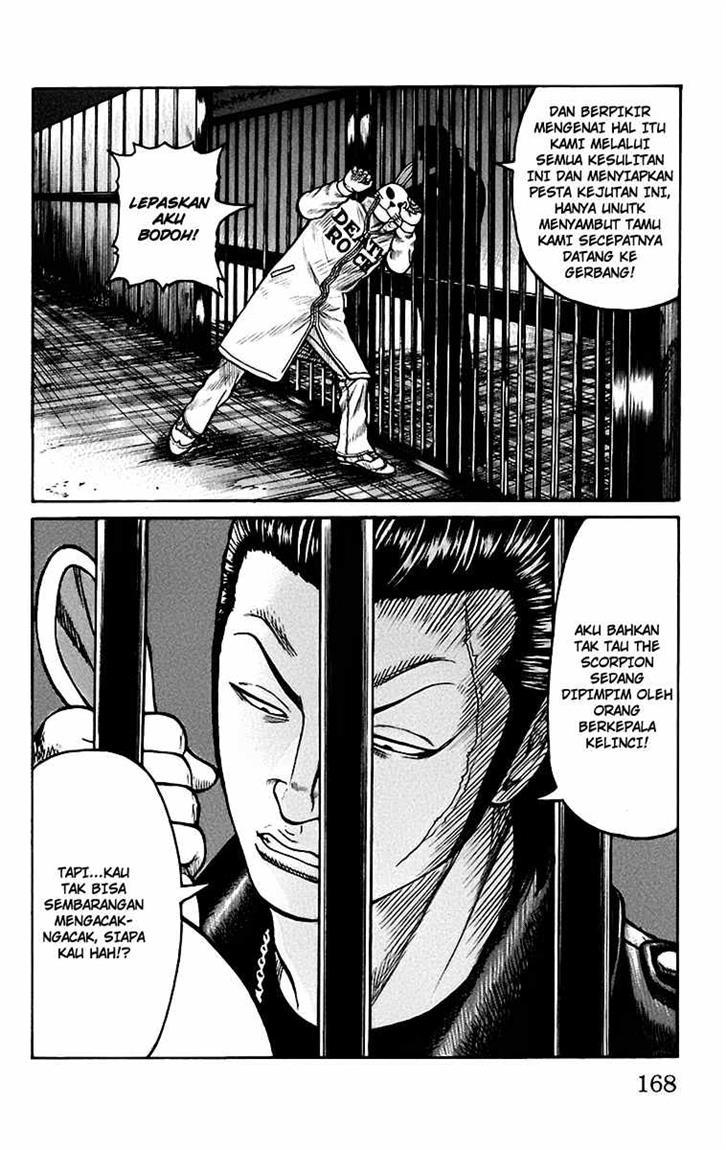 DAN BERPIKIR
MENGENAI HAL ITU
KAMI MELALUI
SEMUA KESULITAN
INI DAN MENYIAPKAN
PESTA KEJUTAN INI,
HANYA UNUTK
MENYAMBUT TAMU
KAMI SECEPATNYA
DATANG KE
GERBANG!
LEPASKAN
AKU
BODOH!
DEATH
ROCK
AKU BAHKAN
TAK TAU THE
SCORPION
SEDANG
DIPIMPIM OLEH
ORANG
BERKEPALA
KELINCI!
TAPI...KAU
TAK BISA
SEMBARANGAN
MENGACAK-
NGACAK, SIAPA
KAU HAH!?
168